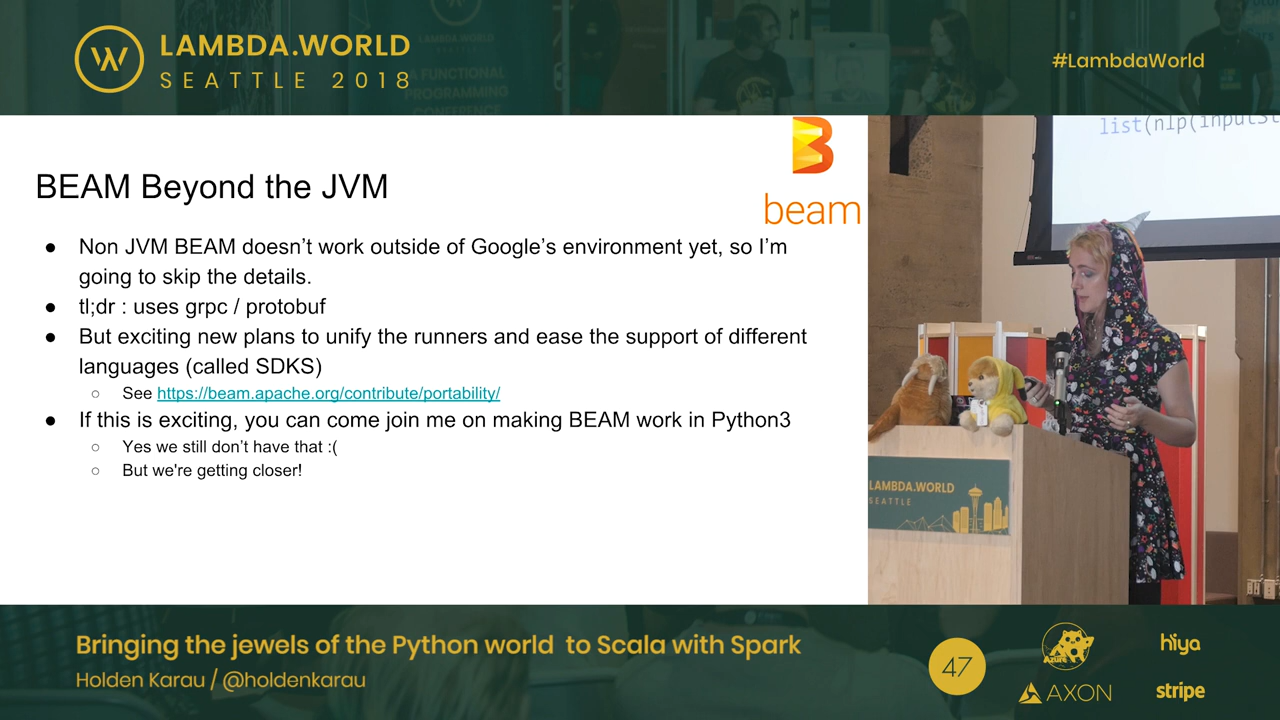 LAMBDA.WORLD
SEATTLE 2018
#LambdaWorld
beam
BEAM Beyond the JVM
● Non JVM BEAM doesn’t work outside of Google’s environment yet, so I’m
going to skip the details.
● tl;dr : uses grpc / protobuf
● But exciting new plans to unify the runners and ease the support of different
languages (called SDKS)
○ See https://beam.apache.org/contribute/portability/
● If this is exciting, you can come join me on making BEAM work in Python3
○ Yes we still don’t have that :(
○ But we're getting closer!
LAMBDA.WORLD
SEATTLE
Bringing the jewels of the Python world to Scala with Spark
Holden Karau / @holdenkarau
47
Azure
hiya
AXON
stripe